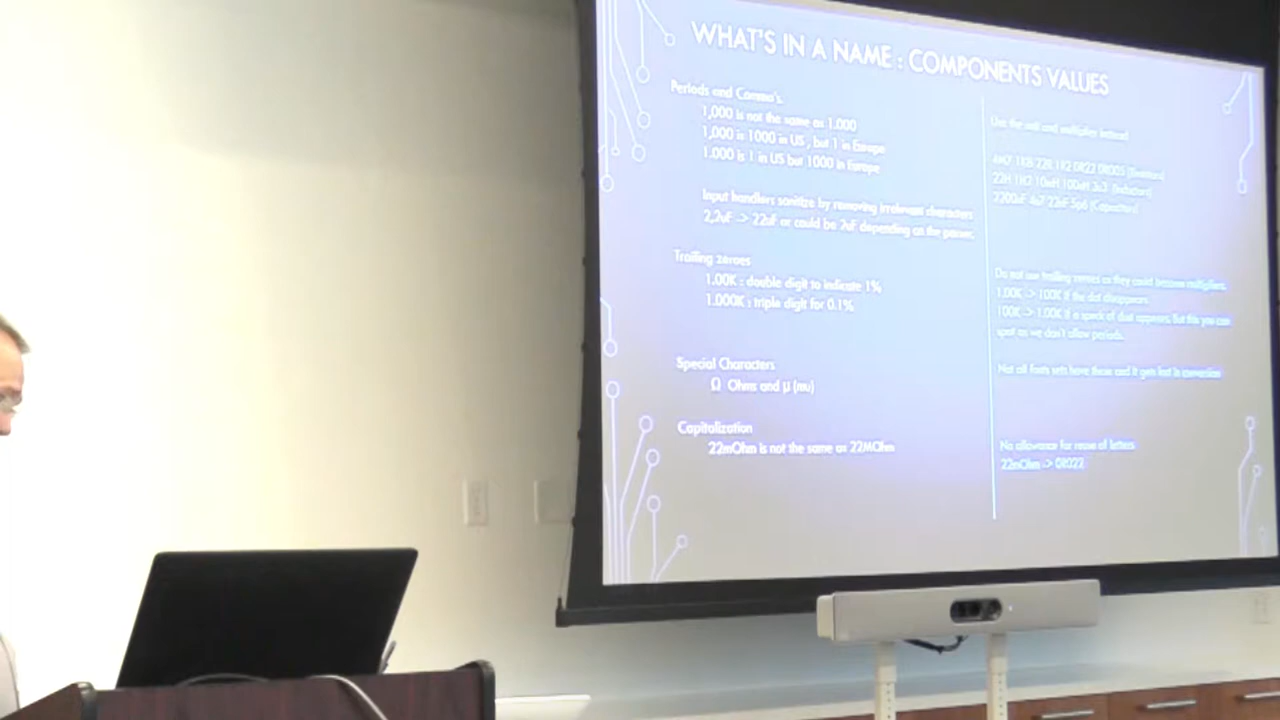 WHAT'S IN A NAME : COMPONENTS VALUES
Periods and Comma's.
1,000 is not the same as 1.000
1,000 is 1000 in US , but 1 in Europe
1.000 is 1 in US but 1000 in Europe
Input handlers sanitize by removing irrelevant characters
2,2uF -> 22uF or could be 2uF depending on the parser.
Trailing zeroes
1.00K : double digit to indicate 1%
1.000K : triple digit for 0.1%
Special Characters
Ω Ohms and µ (mu)
Capitalization
22mOhm is not the same as 22MOhm
Use the unit and multiplier instead
4M7 1K8 22R 1R2 0R22 0R005 (Resistors)
22H 1H2 10uH 100nH 3u3 (Inductors)
2200uF 4u7 22uF 5p6 (Capacitors)
Do not use trailing zeroes as they could become multipliers.
1.00K -> 100K if the dot disappears
100K -> 1.00K if a speck of dust appears. But this you can
spot as we don't allow periods.
Not all fonts sets have these and it gets lost in conversion
No allowance for reuse of letters
22mOhm -> 0R022